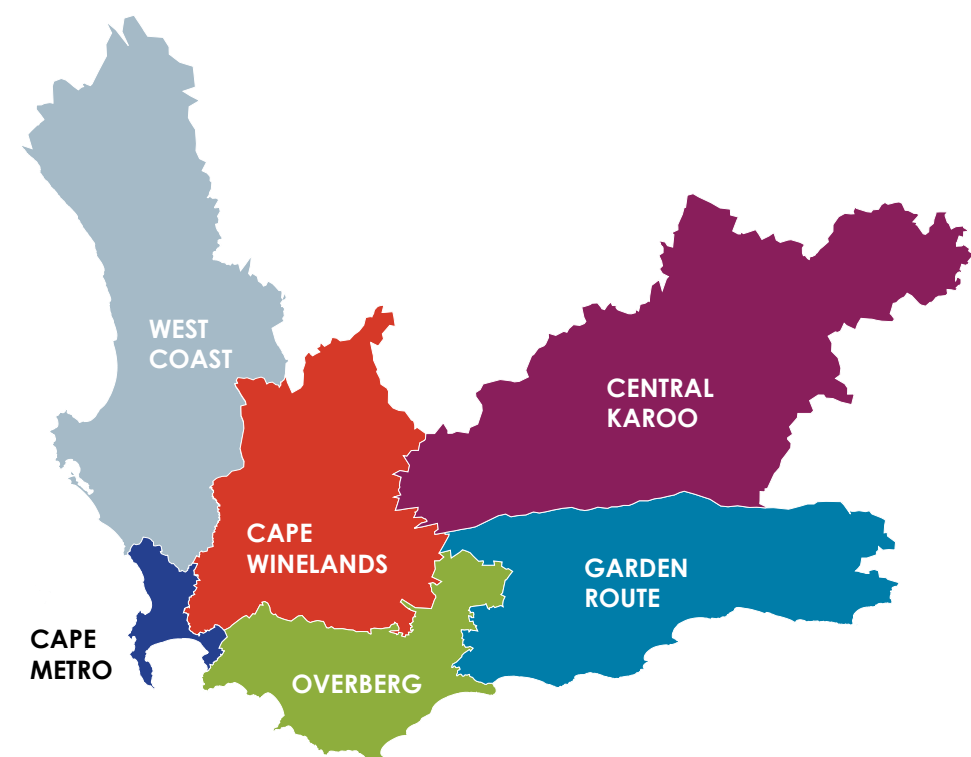 WEST
COAST
CENTRAL
KAROO
CAPE
WINELANDS
GARDEN
ROUTE
CAPE
METRO
OVERBERG